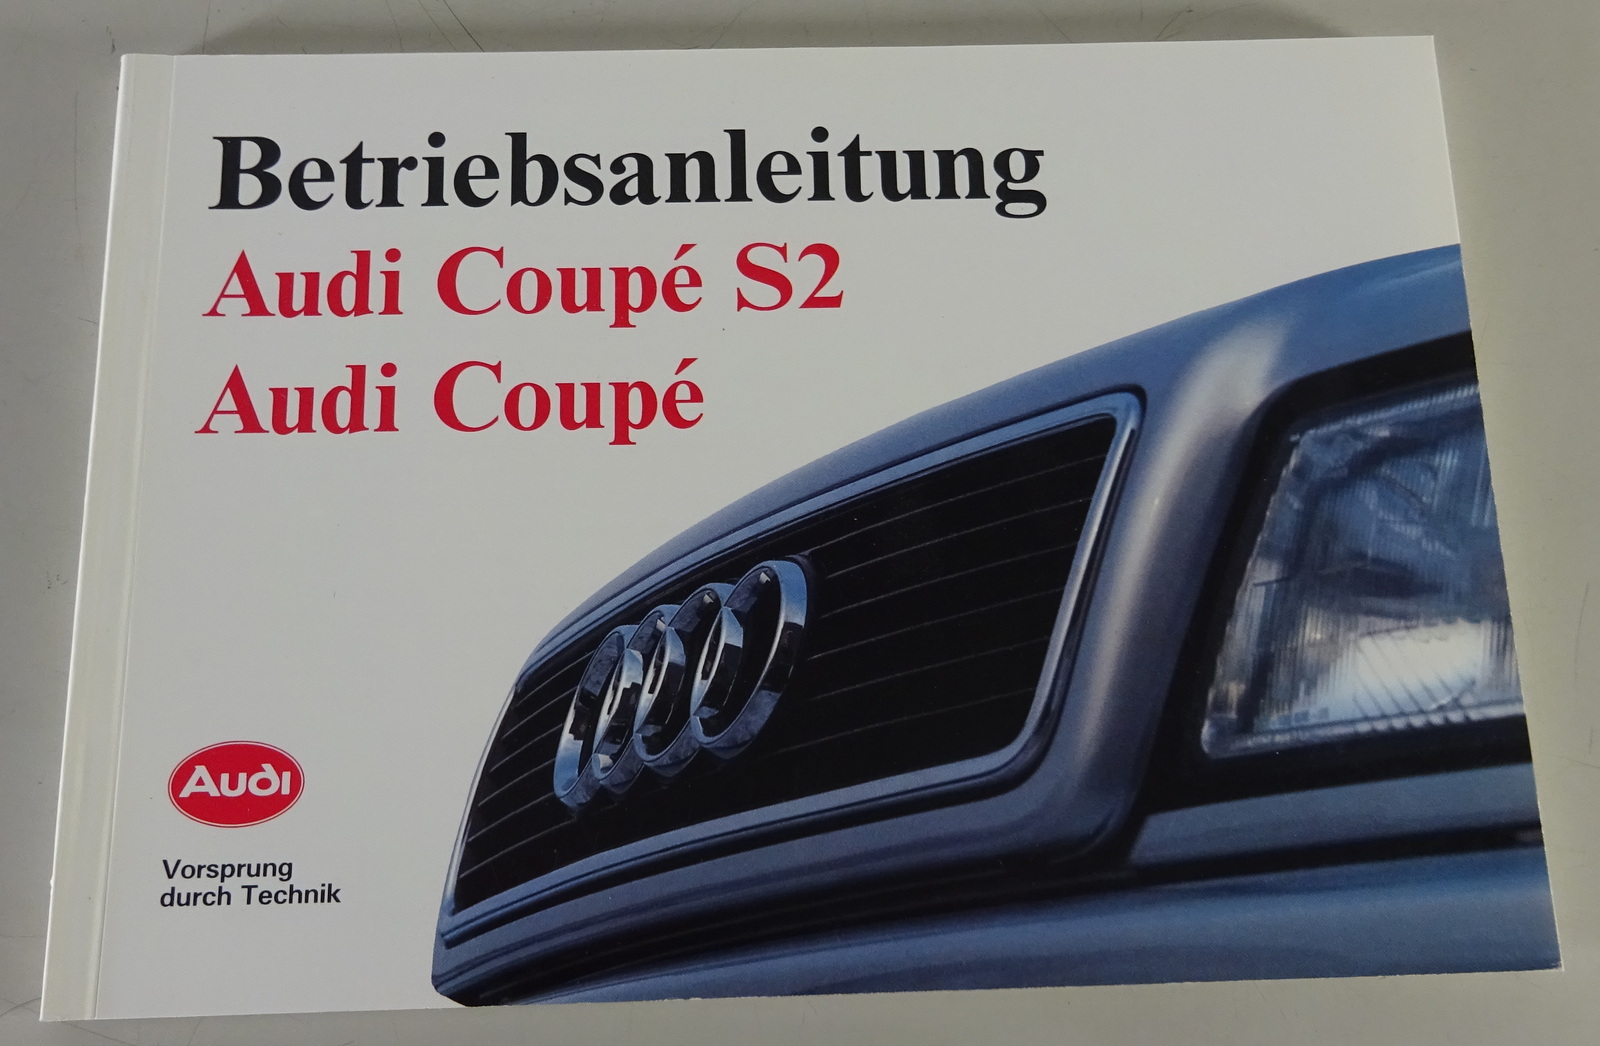 Betriebsanleitung
Audi Coupé S2
Audi Coupé
Audi
Vorsprung
durch Technik